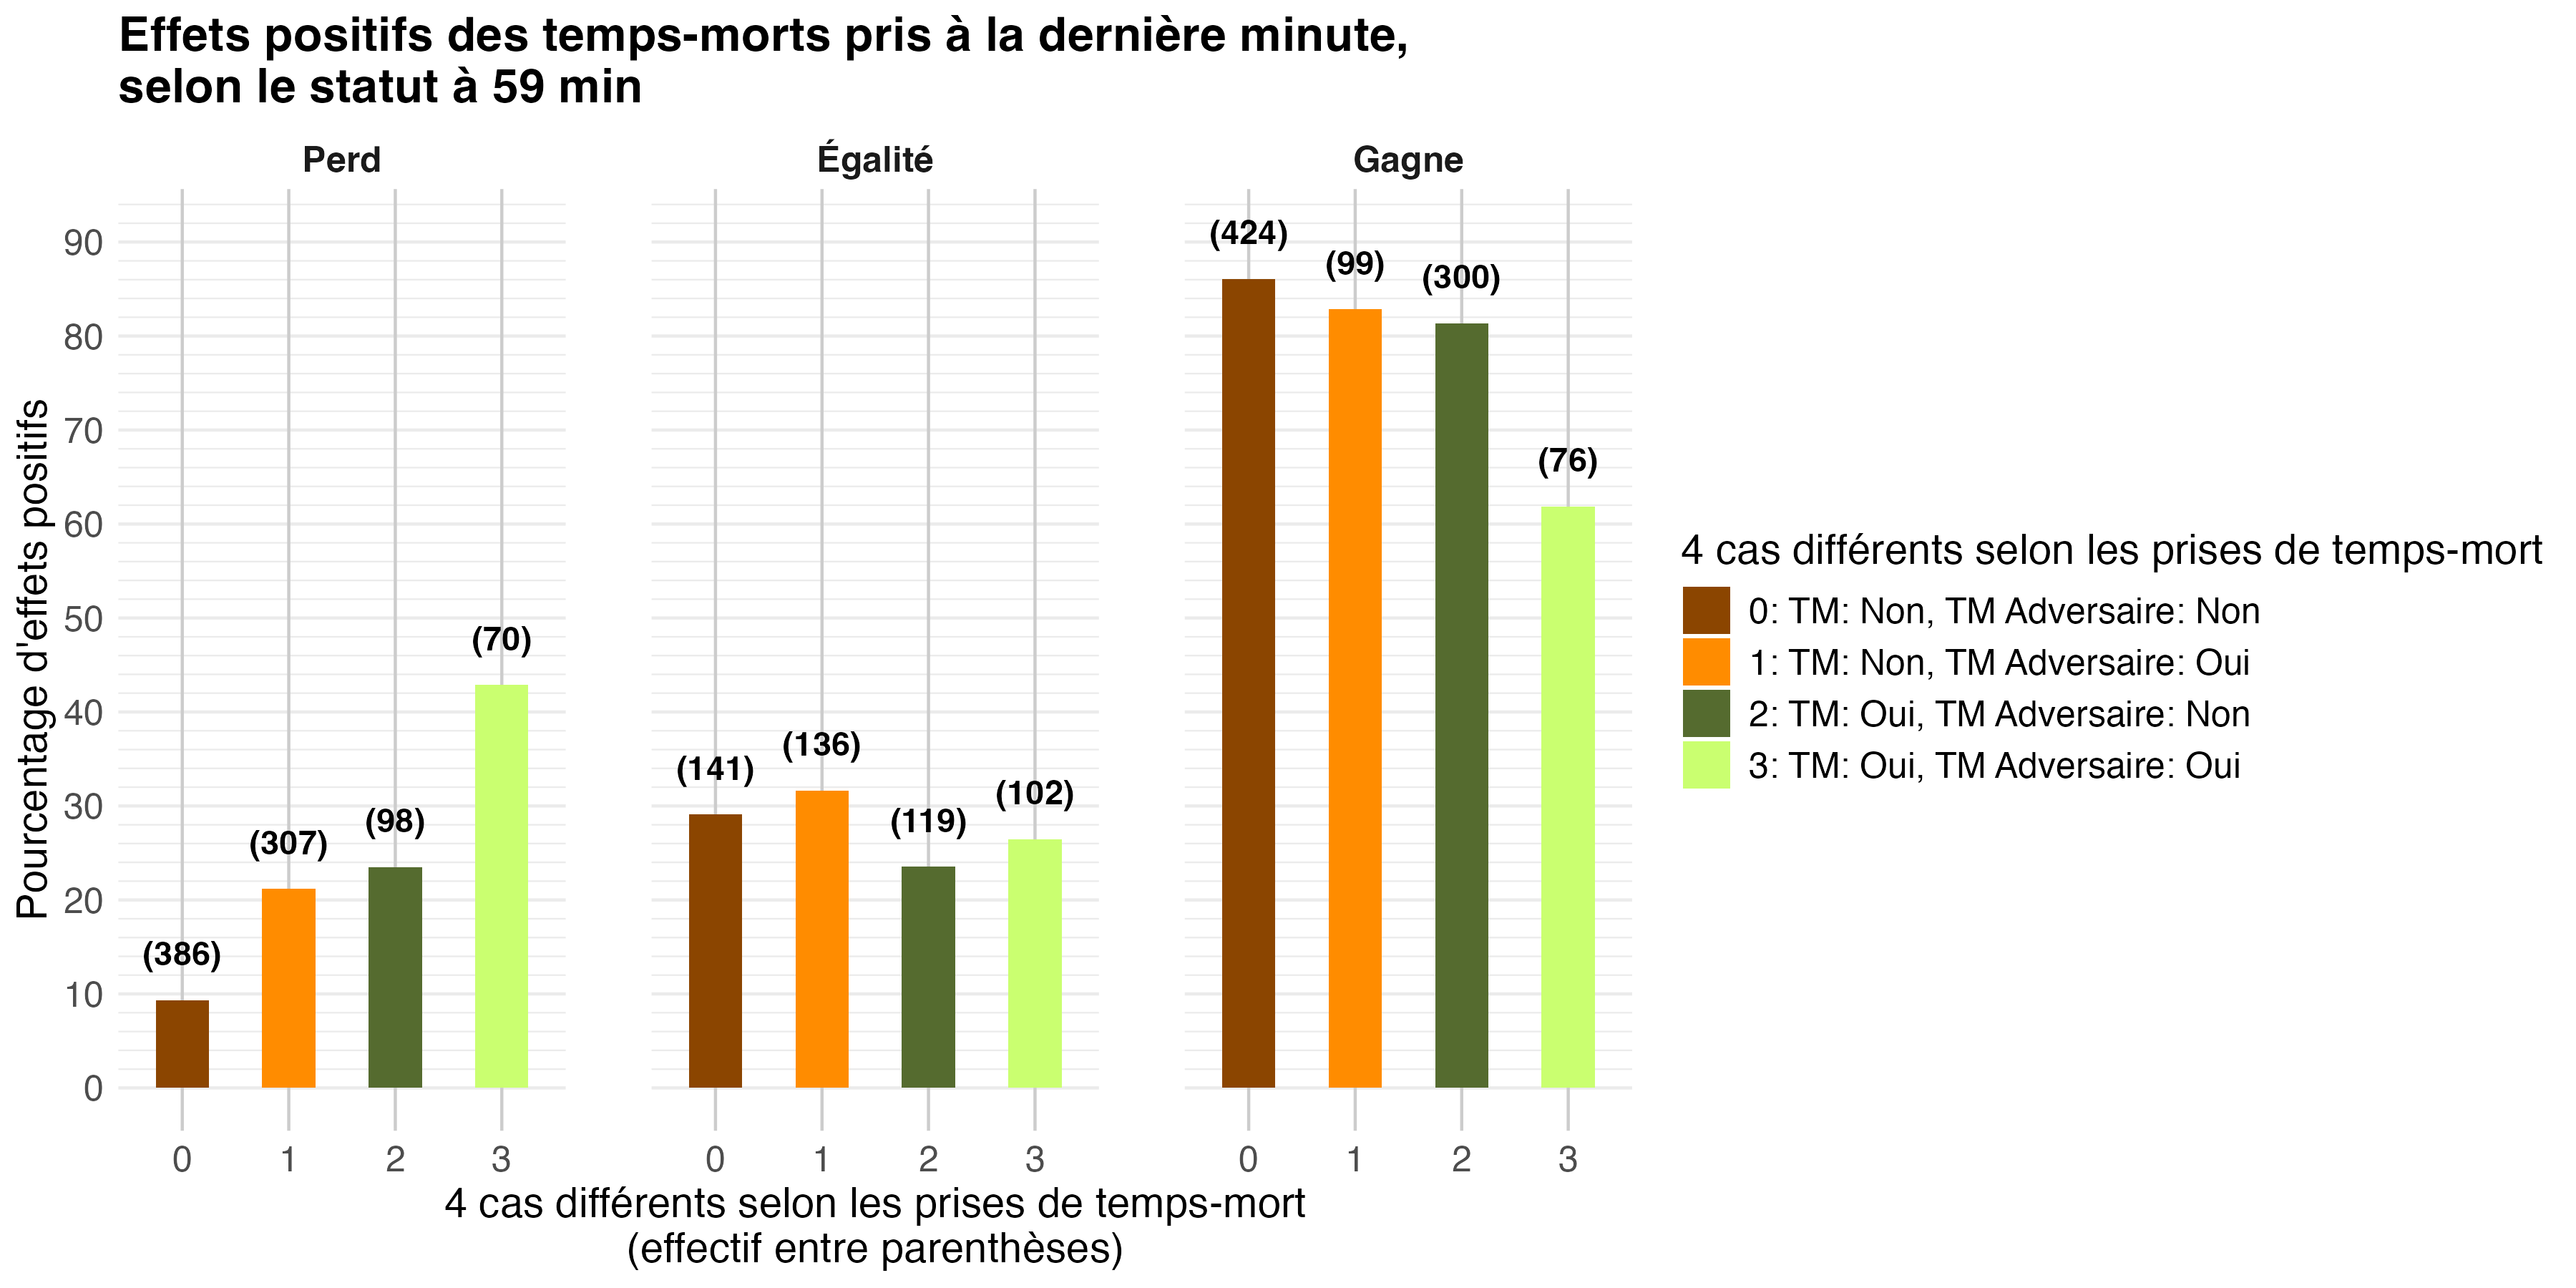 Effets positifs des temps-morts pris à la dernière minute,
selon le statut à 59 min
Perd
Égalité
Gagne
Pourcentage d'effets positifs
90
80
70
60
50
40
30
20
10
0
(386)
(307)
(98)
(70)
(141)
(136)
(119)
(102)
(424)
(99)
(300)
(76)
0 1 2 3
0 1 2 3
0 1 2 3
4 cas différents selon les prises de temps-mort
(effectif entre parenthèses)
4 cas différents selon les prises de temps-mort
0: TM: Non, TM Adversaire: Non
1: TM: Non, TM Adversaire: Oui
2: TM: Oui, TM Adversaire: Non
3: TM: Oui, TM Adversaire: Oui